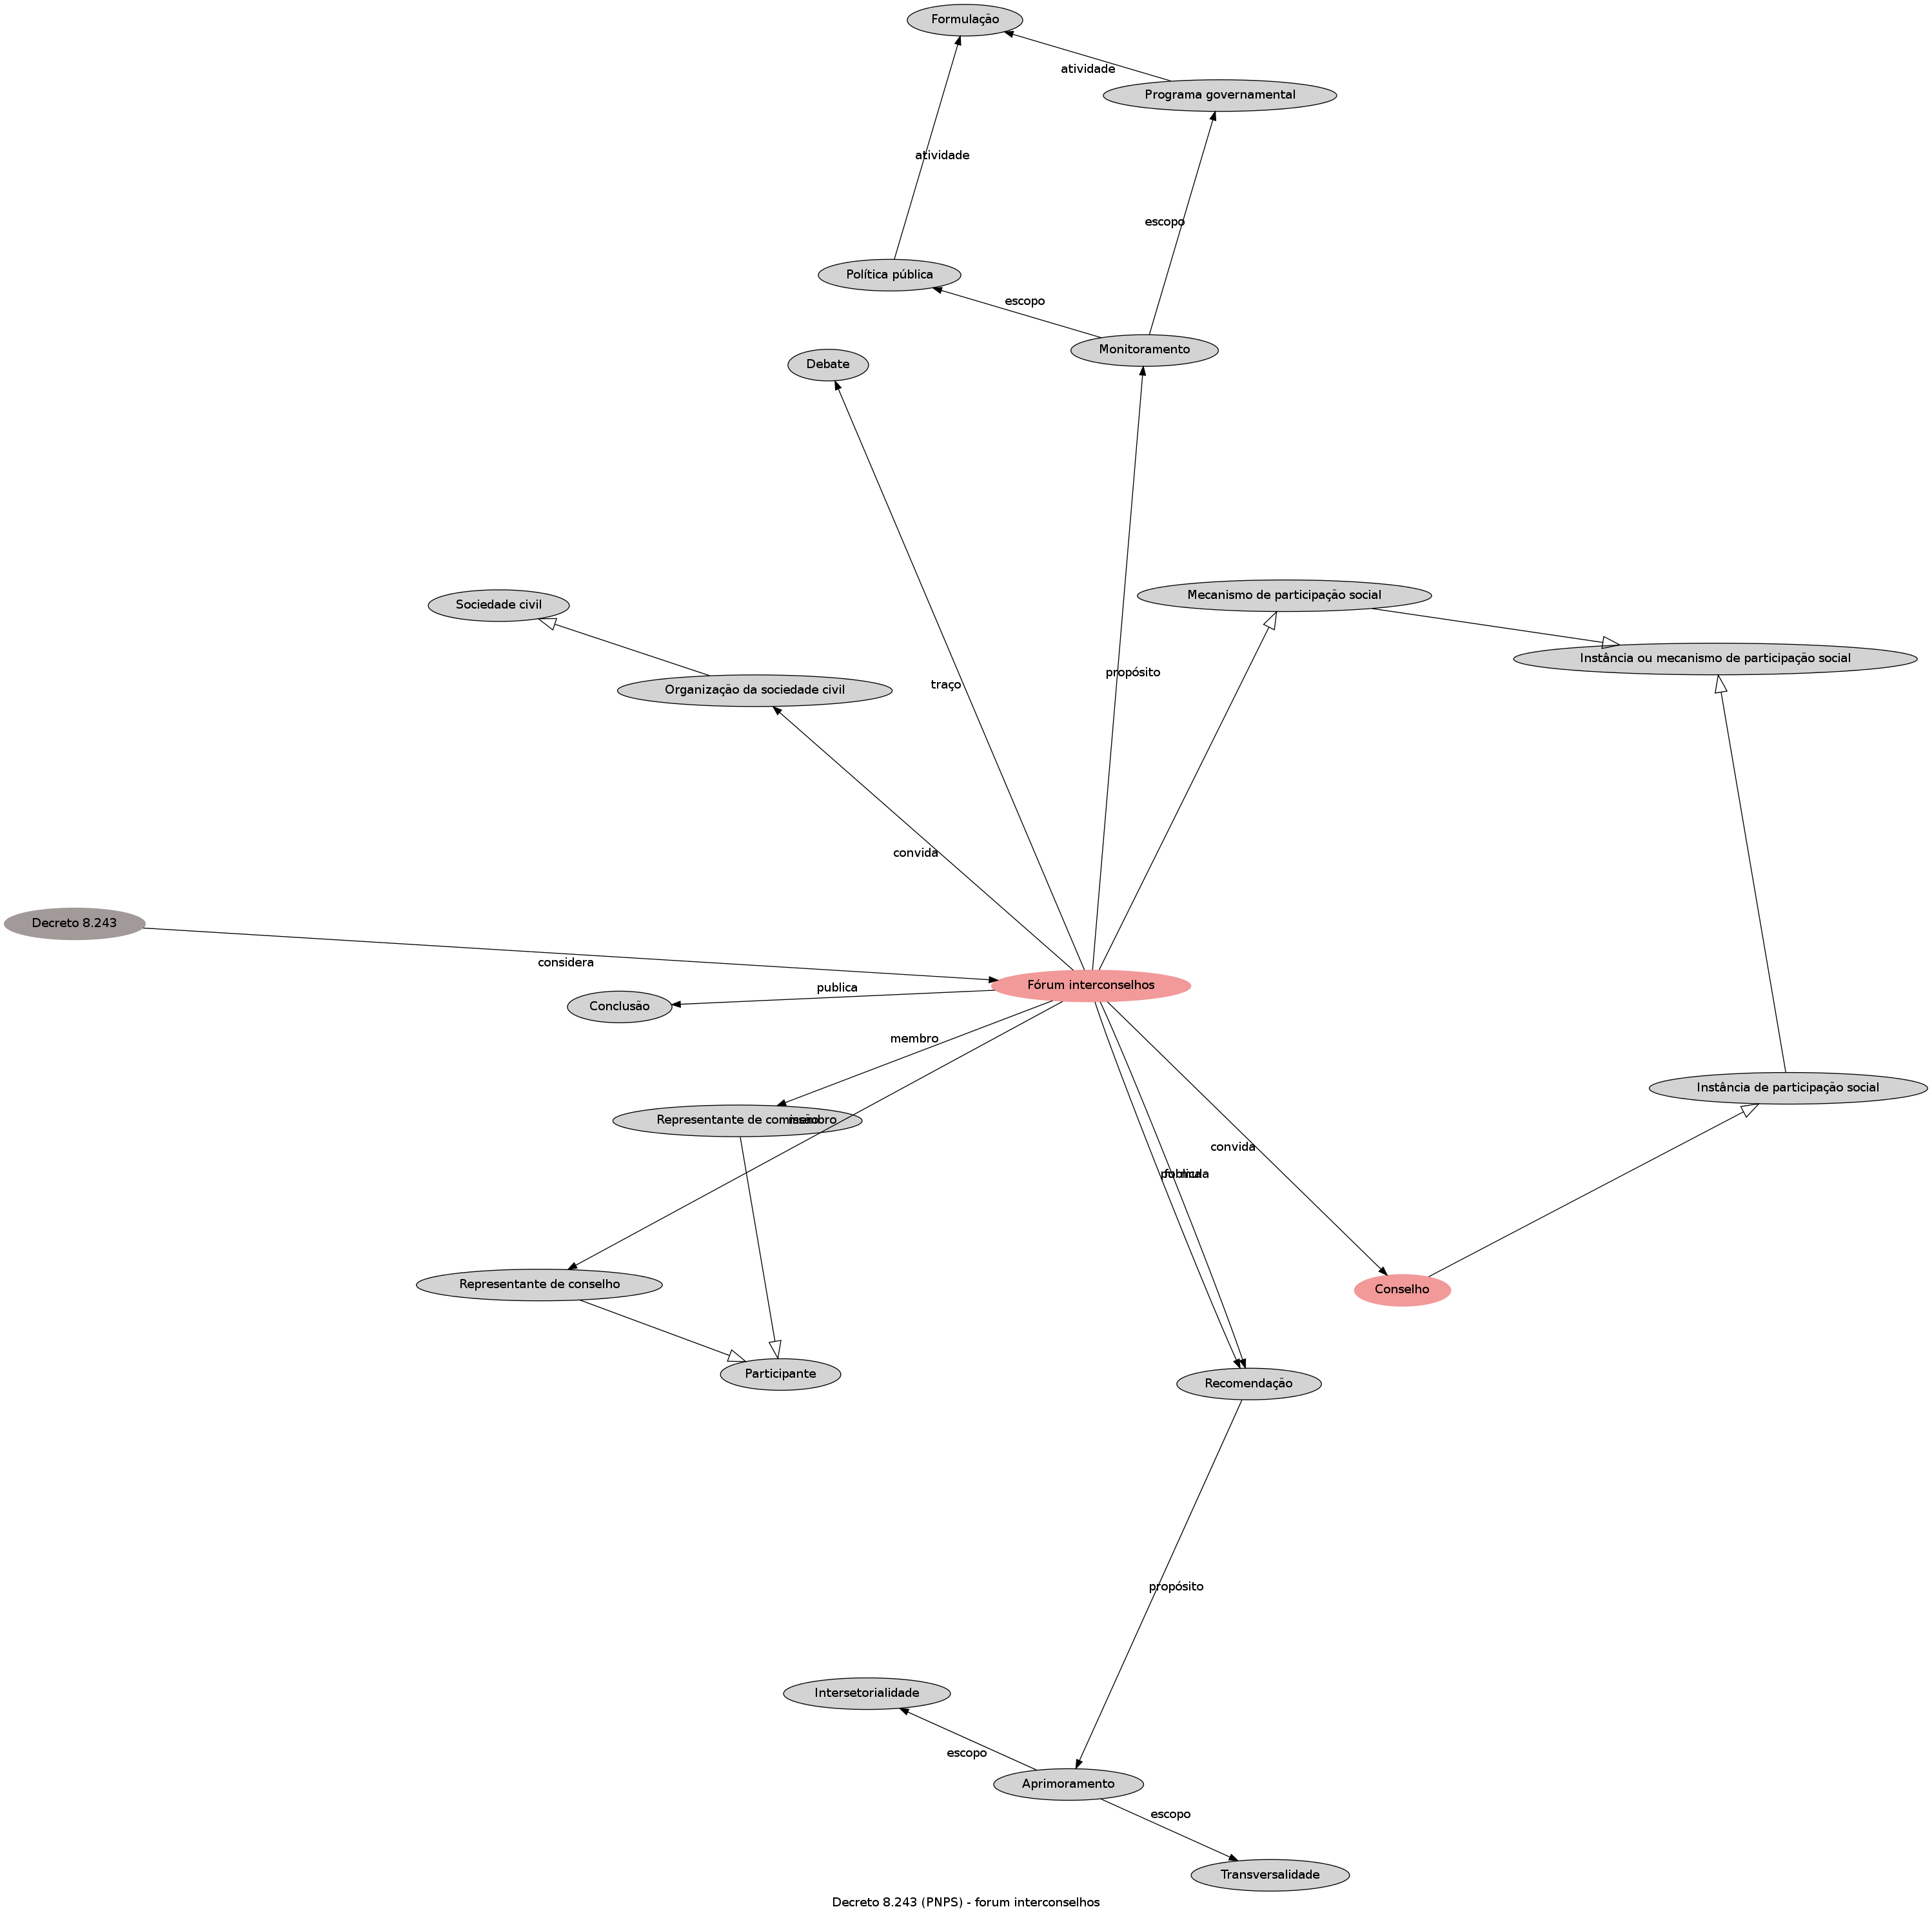 Formulação
atividade
Programa governamental
atividade
escopo
Política pública
escopo
Monitoramento
Debate
Mecanismo de participação social
Sociedade civil
Instância ou mecanismo de participação social
propósito
traço
Organização da sociedade civil
convida
Decreto 8.243
considera
Fórum interconselhos
publica
Conclusão
membro
Instância de participação social
Representante de comissão
membro
convida
publica
formula
Representante de conselho
Conselho
Participante
Recomendação
propósito
Intersetorialidade
escopo
Aprimoramento
escopo
Transversalidade
Decreto 8.243 (PNPS) - forum interconselhos